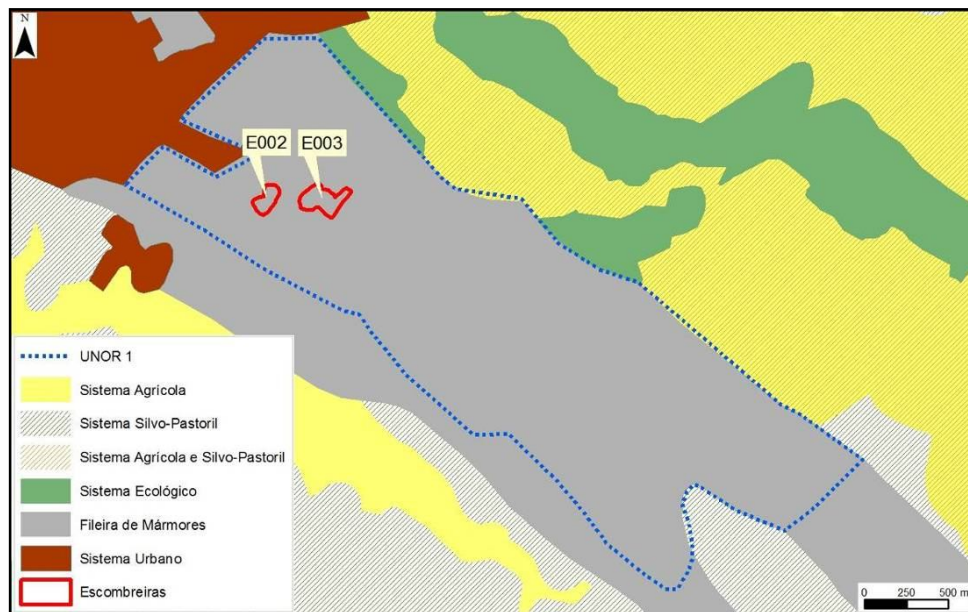 N
E002
E003
UNOR 1
Sistema Agrícola
Sistema Silvo-Pastoril
Sistema Agrícola e Silvo-Pastoril
Sistema Ecológico
Fileira de Mármores
Sistema Urbano
Escombreiras
0 250 500 m